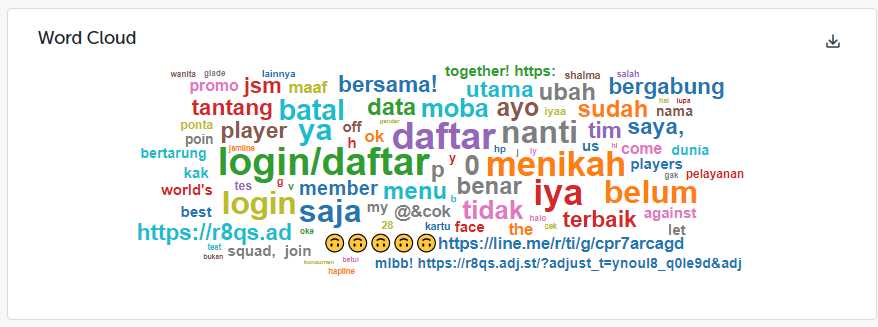 Word Cloud
wanita glade lainnya together! https: shalma salah
promo jsm maaf bersama! utama ubah bergabung
tantang batal data moba ayo iyaa sudah hai lupa nama
ponta player ya off gender ok daftar nanti tim saya,
poin jsmline h hp j ly us hi come dunia
bertarung login/daftar p y 0 menikah players
kak gak pelayanan
world's tes g v member menu b benar iya belum
best login saja my @&cok tidak halo terbaik against
https://r8qs.ad oke 28 kartu face the cek let
test bukan squad, join 🙃🙃🙃🙃🙃 https://line.me/r/ti/g/cpr7arcagd
konsumen betul mlbb! https://r8qs.adj.st/?adjust_t=ynoul8_q0le9d&adj
hapline